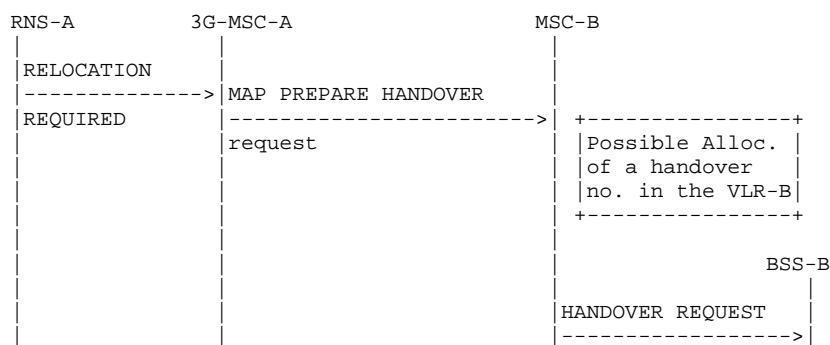 RNS-A 3G-MSC-A MSC-B
RELOCATION
MAP PREPARE HANDOVER
REQUIRED
request
Possible Alloc.
of a handover
no. in the VLR-B
BSS-B
HANDOVER REQUEST